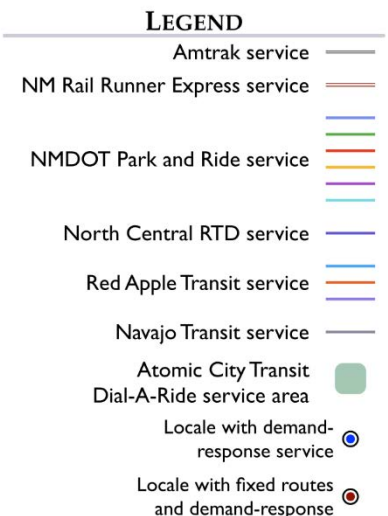 LEGEND
Amtrak service
NM Rail Runner Express service
NMDOT Park and Ride service
North Central RTD service
Red Apple Transit service
Navajo Transit service
Atomic City Transit
Dial-A-Ride service area
Locale with demand-
response service
Locale with fixed routes
and demand-response